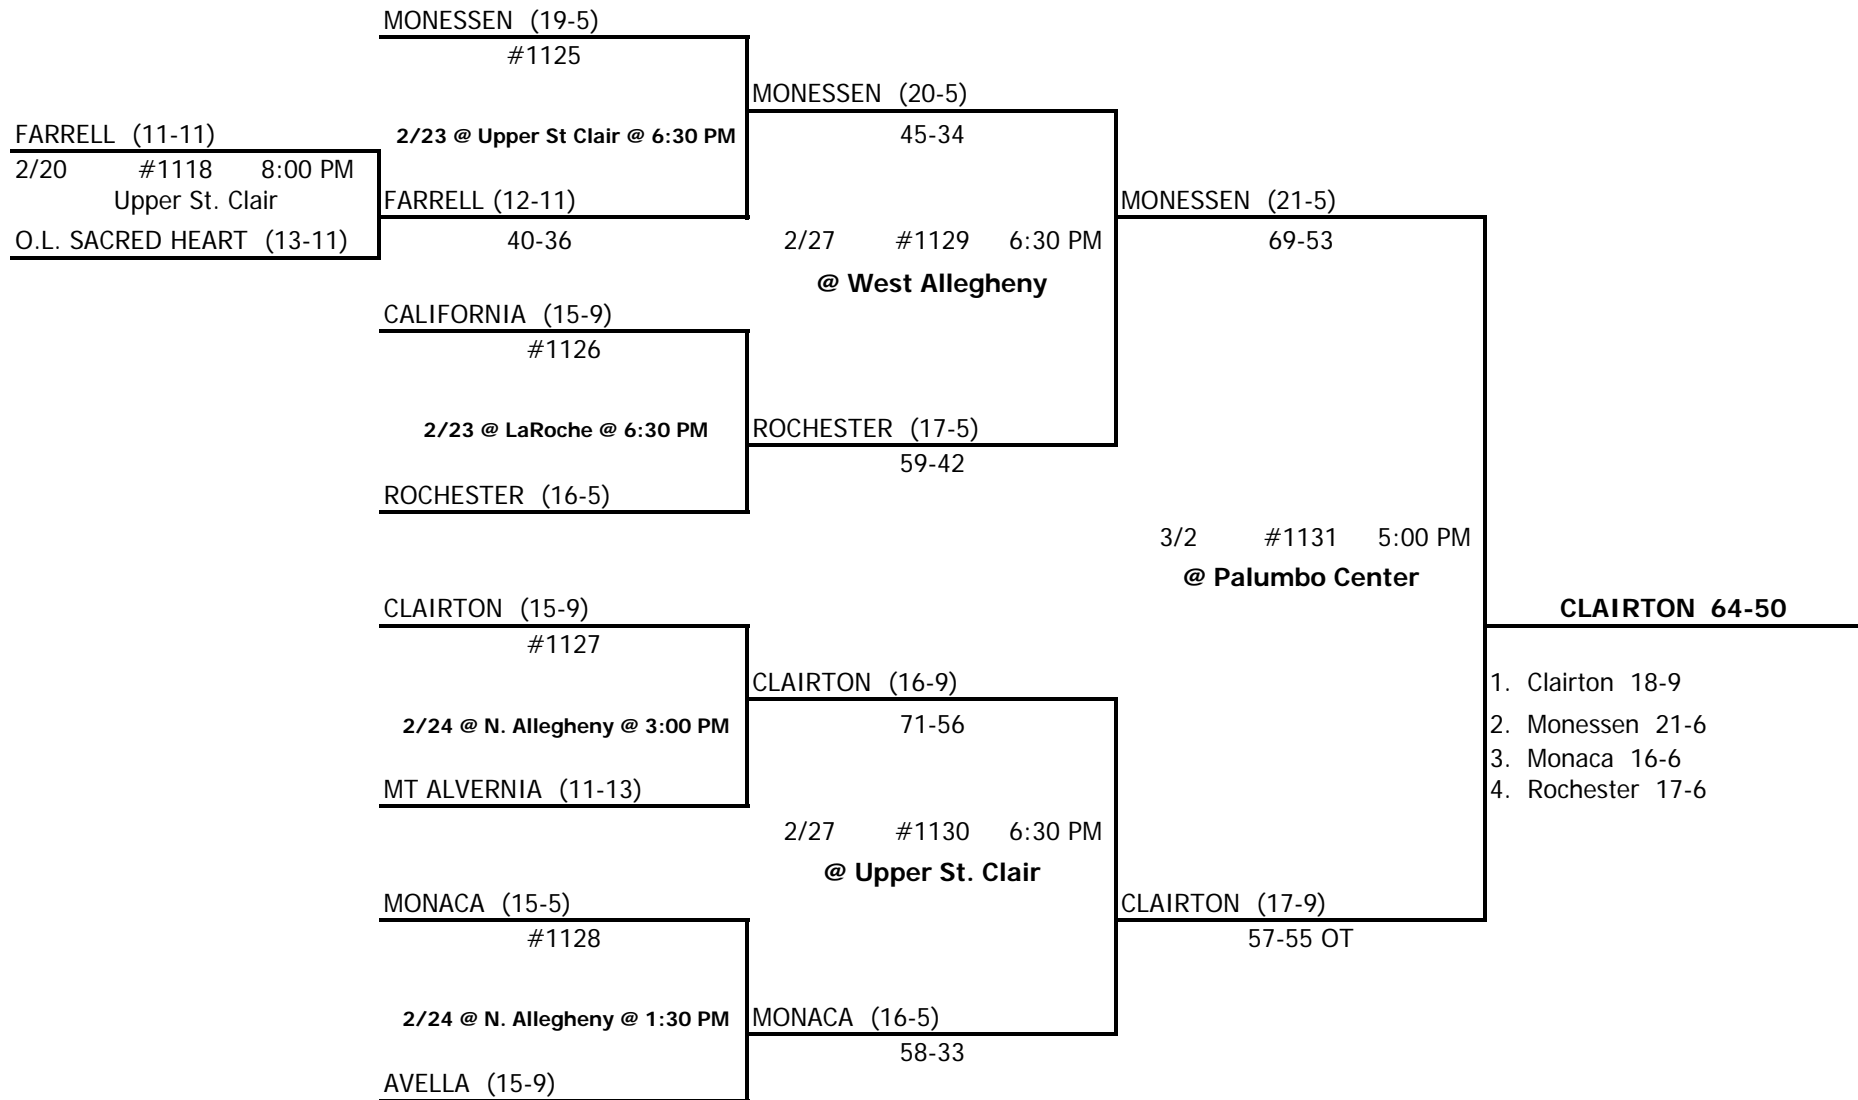 MONESSEN (19-5)
#1125
MONESSEN (20-5)
FARRELL (11-11)
2/23 @ Upper St Clair @ 6:30 PM
45-34
2/20 #1118 8:00 PM
Upper St. Clair
FARRELL (12-11)
MONESSEN (21-5)
O.L. SACRED HEART (13-11)
40-36
2/27 #1129 6:30 PM
69-53
@ West Allegheny
CALIFORNIA (15-9)
#1126
2/23 @ LaRoche @ 6:30 PM
ROCHESTER (17-5)
59-42
ROCHESTER (16-5)
3/2 #1131 5:00 PM
@ Palumbo Center
CLAIRTON (15-9)
CLAIRTON 64-50
#1127
CLAIRTON (16-9)
1. Clairton 18-9
2/24 @ N. Allegheny @ 3:00 PM
71-56
2. Monessen 21-6
3. Monaca 16-6
MT ALVERNIA (11-13)
4. Rochester 17-6
2/27 #1130 6:30 PM
@ Upper St. Clair
MONACA (15-5)
CLAIRTON (17-9)
#1128
57-55 OT
2/24 @ N. Allegheny @ 1:30 PM
MONACA (16-5)
58-33
AVELLA (15-9)